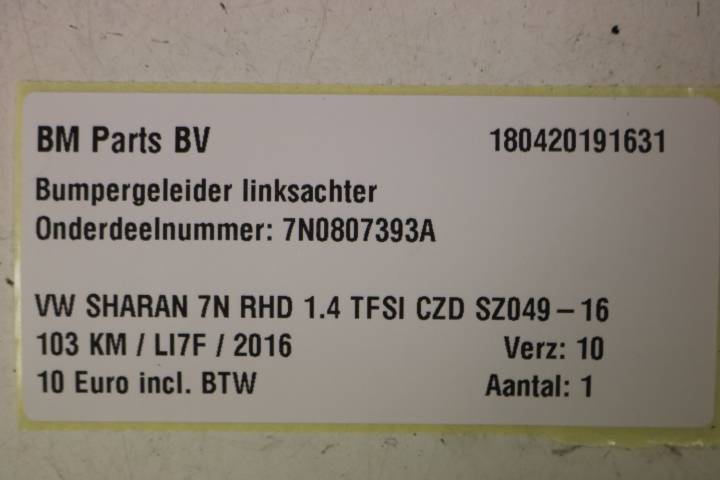 BM Parts BV 180420191631
Bumpergeleider linksachter
Onderdeelnummer: 7N0807393A
VW SHARAN 7N RHD 1.4 TFSI CZD SZ049-16
103 KM / LI7F / 2016 Verz: 10
10 Euro incl. BTW Aantal: 1